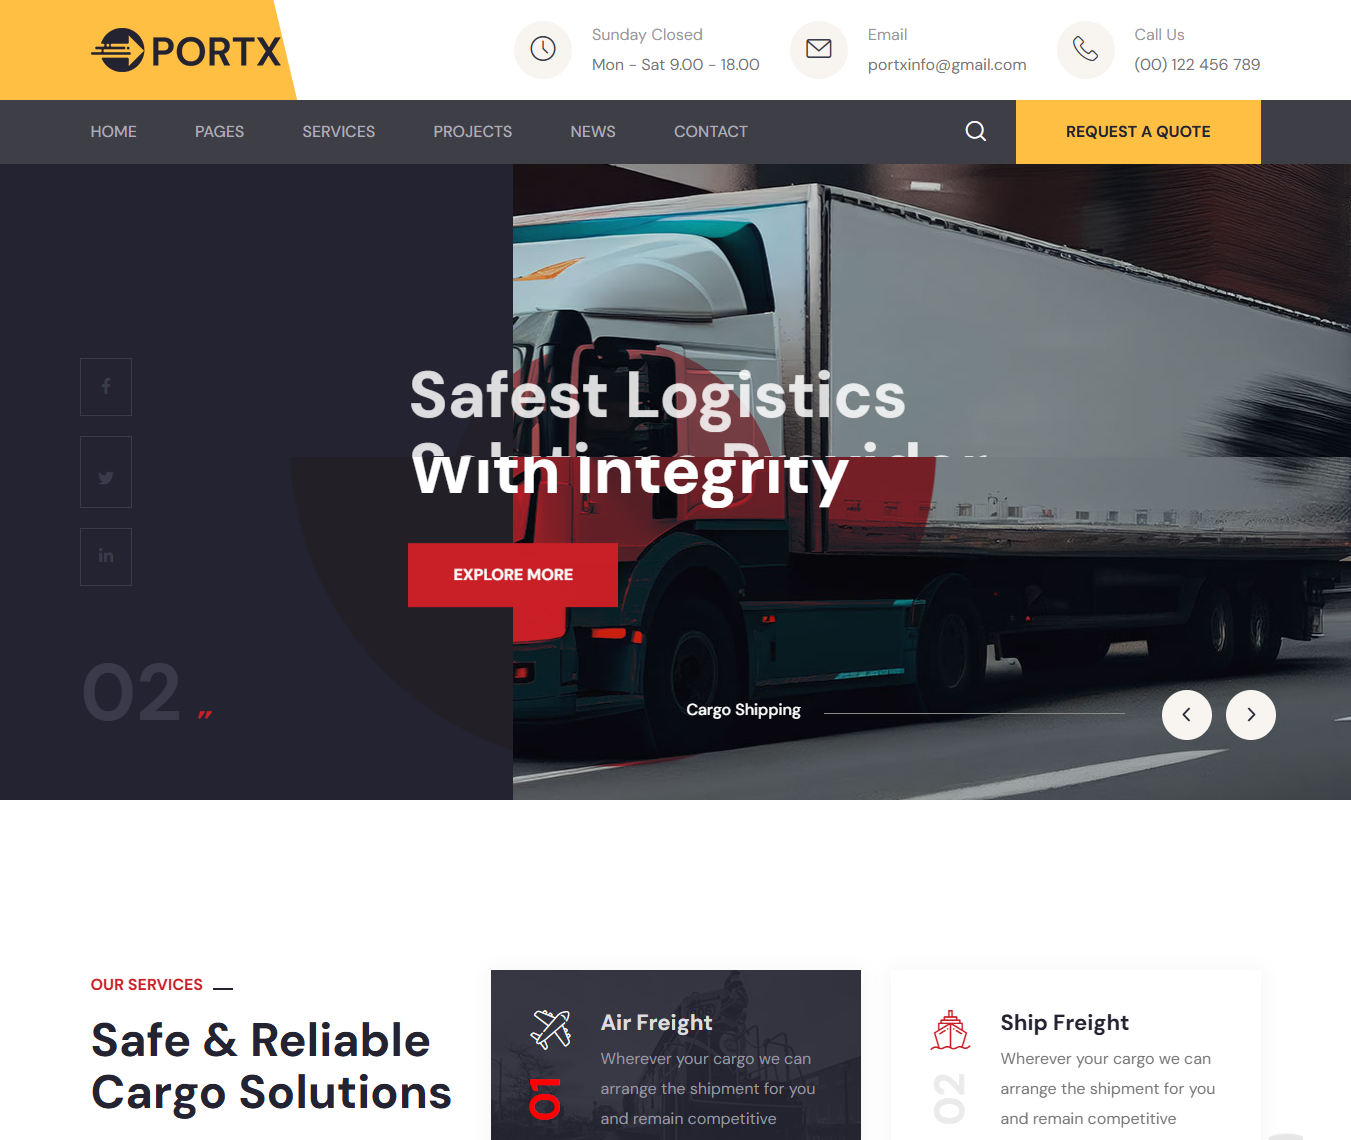 PORTX
Sunday Closed
Mon - Sat 9.00 - 18.00
Email
portxinfo@gmail.com
Call Us
(00) 122 456 789
HOME PAGES SERVICES PROJECTS NEWS CONTACT
REQUEST A QUOTE
Safest Logistics
Solutions Provider
With integrity
EXPLORE MORE
02
Cargo Shipping
OUR SERVICES
Safe & Reliable
Cargo Solutions
Air Freight
Wherever your cargo we can
arrange the shipment for you
and remain competitive
01
Ship Freight
Wherever your cargo we can
arrange the shipment for you
and remain competitive
02